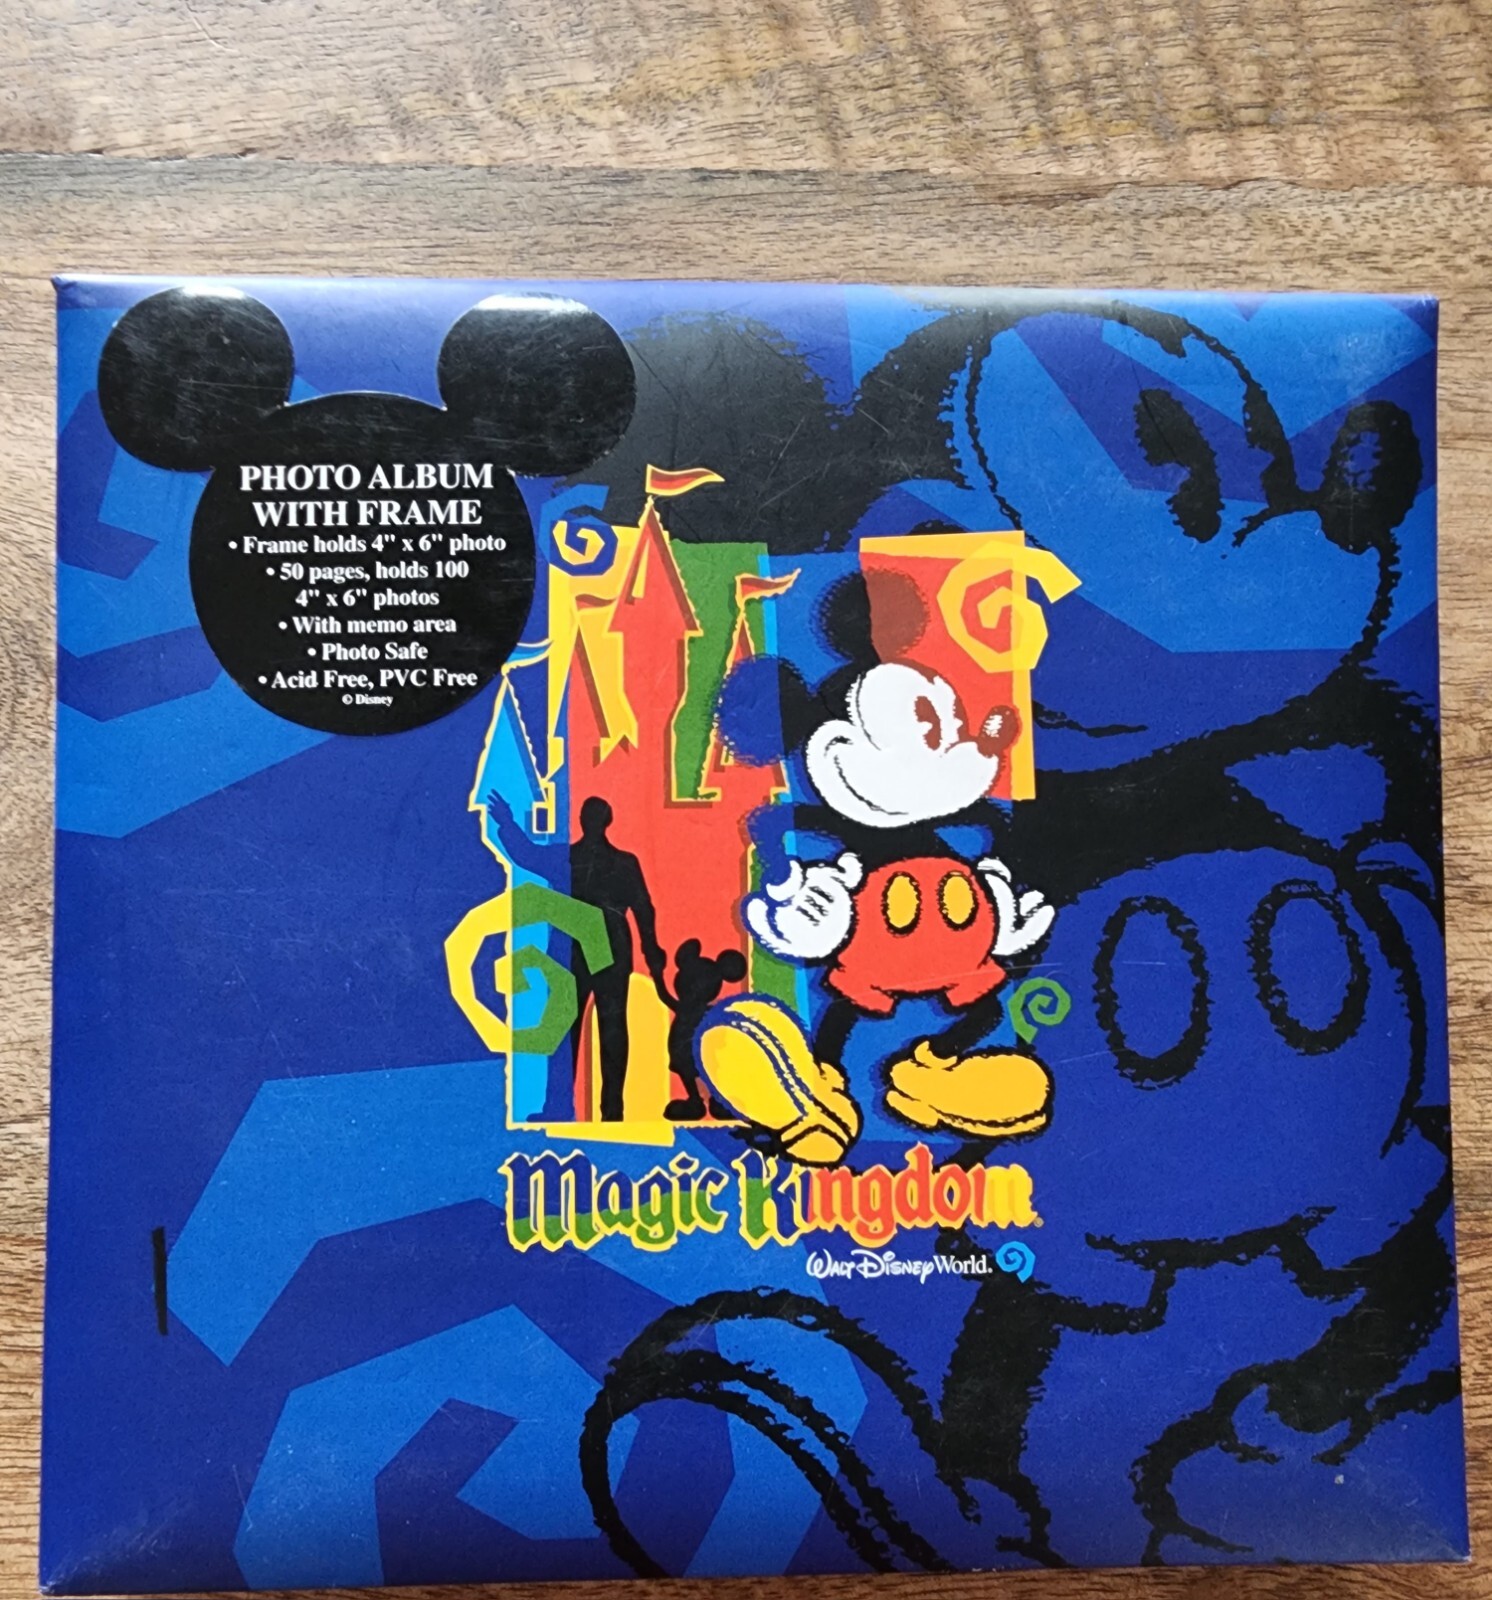 PHOTO ALBUM
WITH FRAME
• Frame holds 4" x 6" photo
• 50 pages, holds 100
4" x 6" photos
• With memo area
• Photo Safe
• Acid Free, PVC Free
© Disney
Magic Kingdom®
Walt Disney World®